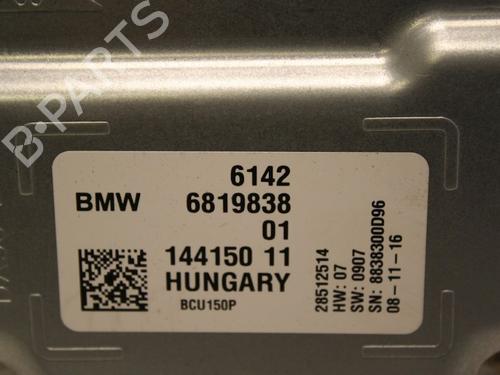 B-PARTS
6142
BMW 6819838
01
144150 11
HUNGARY
BCU150P
28512514
HW: 07
SW: 0907
SN: 8838300D96
08-11-16